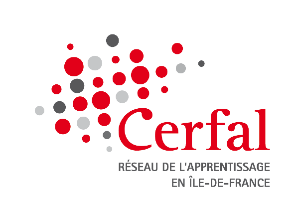 Cerfal
RÉSEAU DE L'APPRENTISSAGE
EN ÎLE-DE-FRANCE